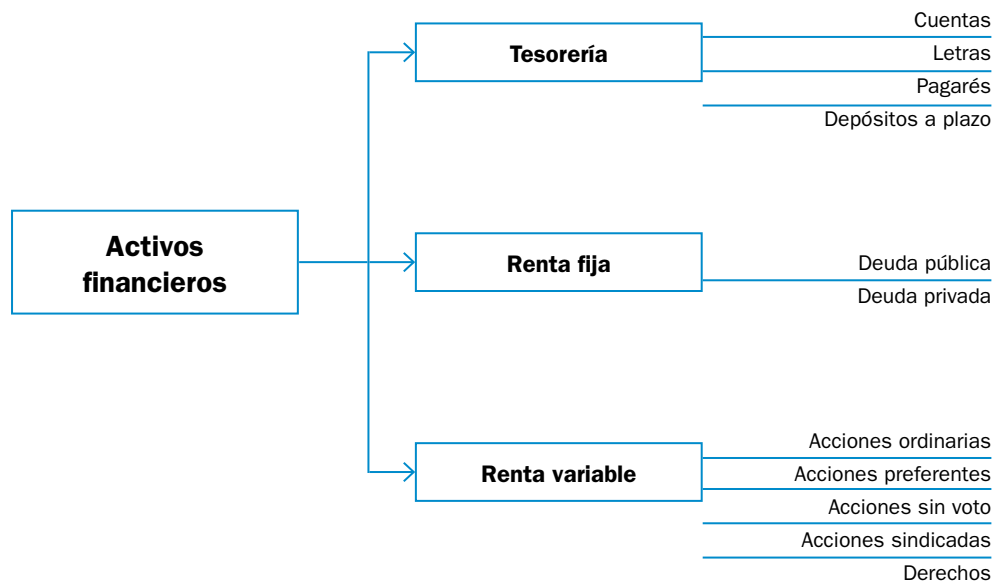 Activos
financieros
Tesorería
Cuentas
Letras
Pagarés
Depósitos a plazo
Renta fija
Deuda pública
Deuda privada
Renta variable
Acciones ordinarias
Acciones preferentes
Acciones sin voto
Acciones sindicadas
Derechos